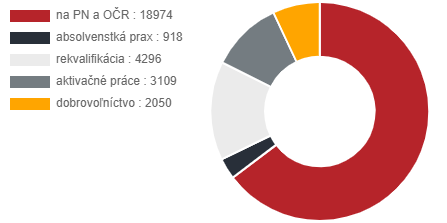 na PN a OČR : 18974
absolvenstká prax : 918
rekvalifikácia : 4296
aktivačné práce : 3109
dobrovoľníctvo : 2050